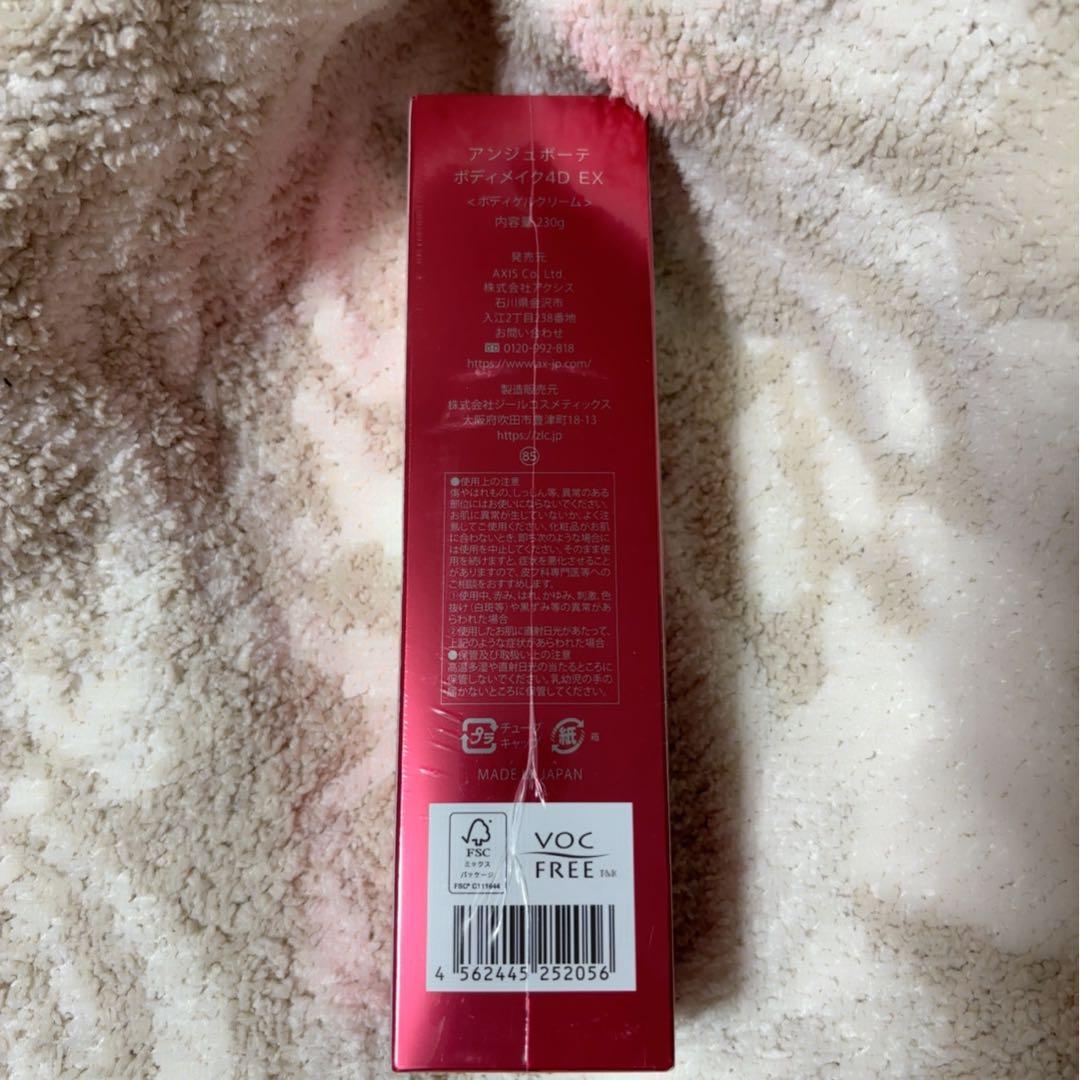 アンジュボーテ
ボディメイク4D EX
＜ボディゲルクリーム＞
内容量 230g
発売元
AXIS Co, Ltd
株式会社アクシス
石川県金沢市
入江2丁目238番地
お問い合わせ
0120-992-818
https://www.ax-jp.com/
製造販売元
株式会社ジールコスメティックス
大阪府吹田市豊津町18-13
https://zlc.jp
85
●使用上の注意
傷やはれもの、しっしん等、異常のある
部位にはお使いにならないでください。
お肌に異常が生じていないか、よく注
意してご使用ください。化粧品がお肌
に合わないとき、即ち次のような場合に
は使用を中止してください。そのまま使
用を続けますと、症状を悪化させること
がありますので、皮フ科専門医等への
ご相談をおすすめします。
①使用中、赤み、はれ、かゆみ、刺激、色
抜け（白斑等）や黒ずみ等の異常があ
らわれた場合
②使用したお肌に直射日光があたって、
上記のような症状があらわれた場合
●保管及び取扱い上の注意
高温多湿や直射日光の当たるところに
保管しないでください。乳幼児の手の
届かないところに保管してください。
プラ チューブ キャップ 紙 箱
MADE IN JAPAN
FSC
ミックス
パッケージ
FSC® C111644
VOC
FREE T&K
4 562445 252056